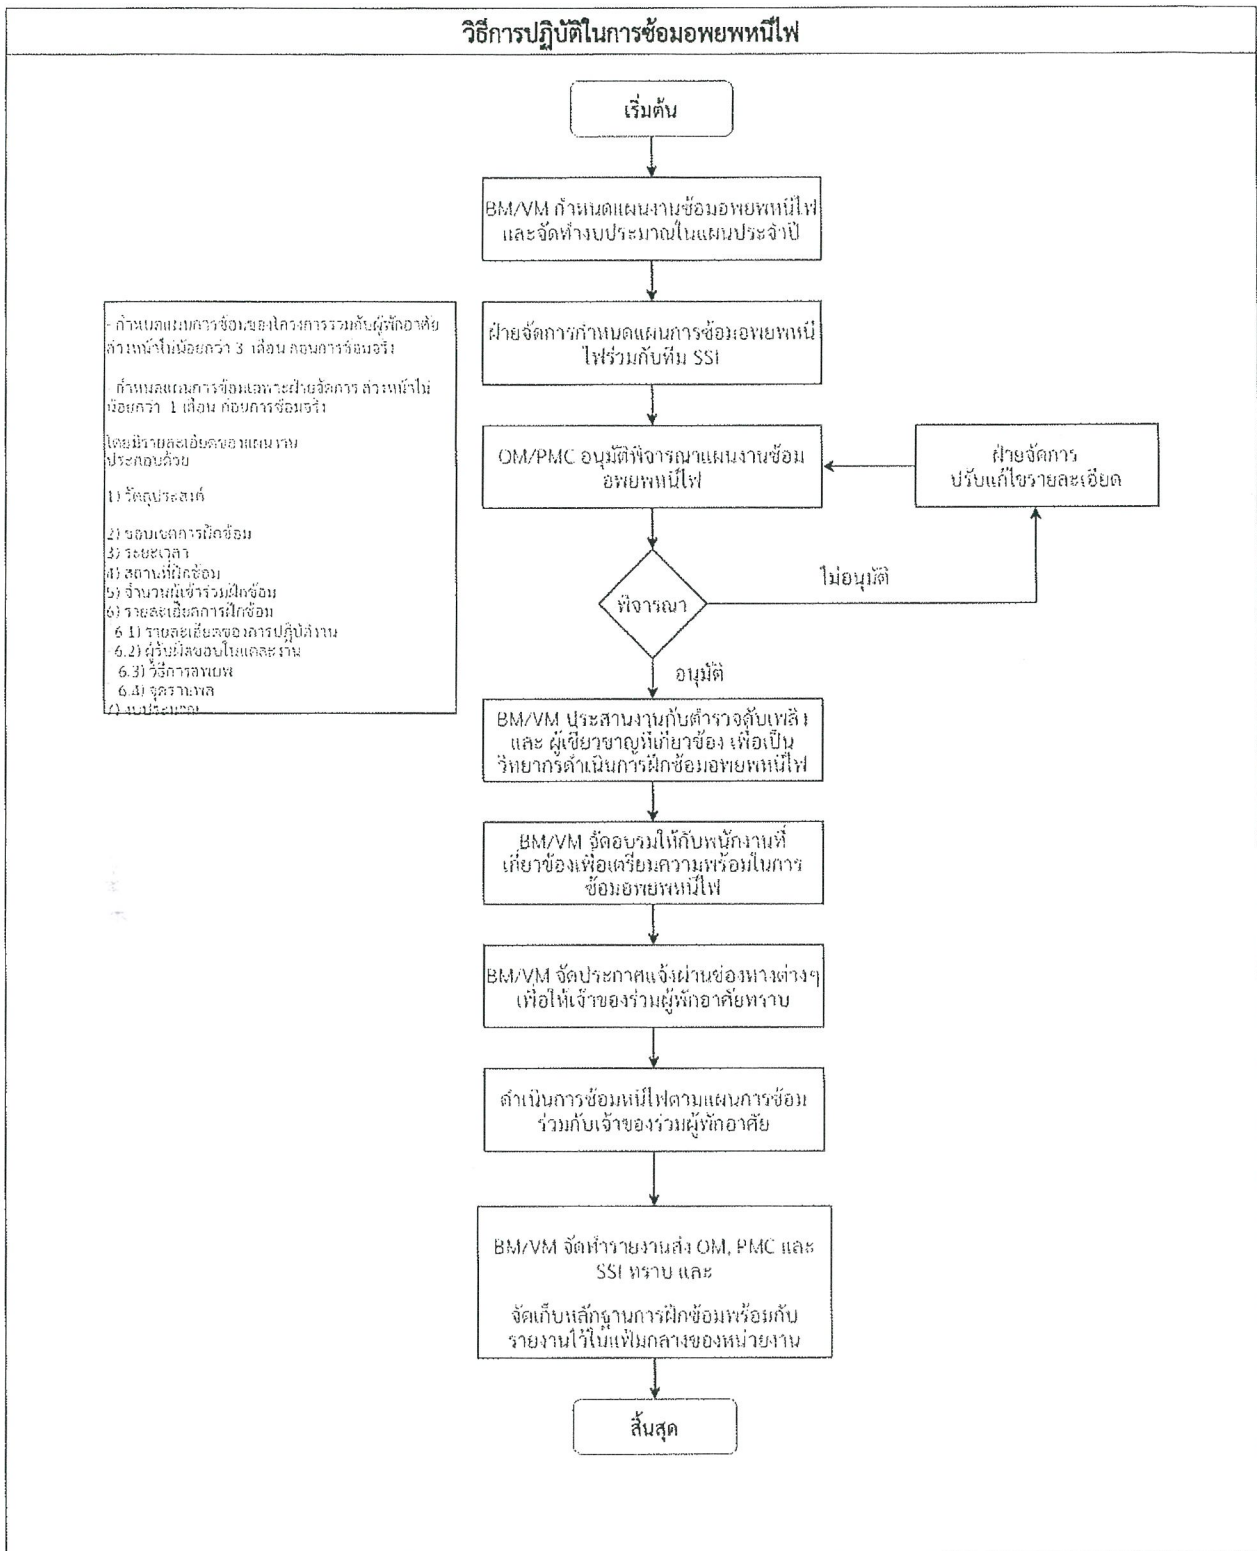 วิธีการปฏิบัติในการซ้อมอพยพหนีไฟ
เริ่มต้น
BM/VM กำหนดแผนงานซ้อมอพยพหนีไฟ
และจัดทำงบประมาณในแผนประจำปี
- กำหนดแผนการซ้อมของโครงการร่วมกับผู้พักอาศัย
ล่วงหน้าไม่น้อยกว่า 3 เดือน ก่อนการซ้อมจริง
- กำหนดแผนการซ้อมเฉพาะฝ่ายจัดการ ล่วงหน้าไม่
น้อยกว่า 1 เดือน ก่อนการซ้อมจริง
โดยมีรายละเอียดของแผนงาน
ประกอบด้วย
1) วัตถุประสงค์
2) ขอบเขตการฝึกซ้อม
3) ระยะเวลา
4) สถานที่ฝึกซ้อม
5) จำนวนผู้เข้าร่วมฝึกซ้อม
6) รายละเอียดการฝึกซ้อม
6.1) รายละเอียดของการปฏิบัติงาน
6.2) ผู้รับผิดชอบในแต่ละงาน
6.3) วิธีการอพยพ
6.4) จุดรวมพล
7) งบประมาณ
ฝ่ายจัดการกำหนดแผนการซ้อมอพยพหนี
ไฟร่วมกับทีม SSI
OM/PMC อนุมัติพิจารณาแผนงานซ้อม
อพยพหนีไฟ
ฝ่ายจัดการ
ปรับแก้ไขรายละเอียด
พิจารณา
ไม่อนุมัติ
อนุมัติ
BM/VM ประสานงานกับตำรวจดับเพลิง
และ ผู้เชี่ยวชาญที่เกี่ยวข้อง เพื่อเป็น
วิทยากรดำเนินการฝึกซ้อมอพยพหนีไฟ
BM/VM จัดอบรมให้กับพนักงานที่
เกี่ยวข้องเพื่อเตรียมความพร้อมในการ
ซ้อมอพยพหนีไฟ
BM/VM จัดประกาศแจ้งผ่านช่องทางต่างๆ
เพื่อให้เจ้าของร่วมผู้พักอาศัยทราบ
ดำเนินการซ้อมหนีไฟตามแผนการซ้อม
ร่วมกับเจ้าของร่วมผู้พักอาศัย
BM/VM จัดทำรายงานส่ง OM, PMC และ
SSI ทราบ และ
จัดเก็บหลักฐานการฝึกซ้อมพร้อมกับ
รายงานไว้ในแฟ้มกลางของหน่วยงาน
สิ้นสุด